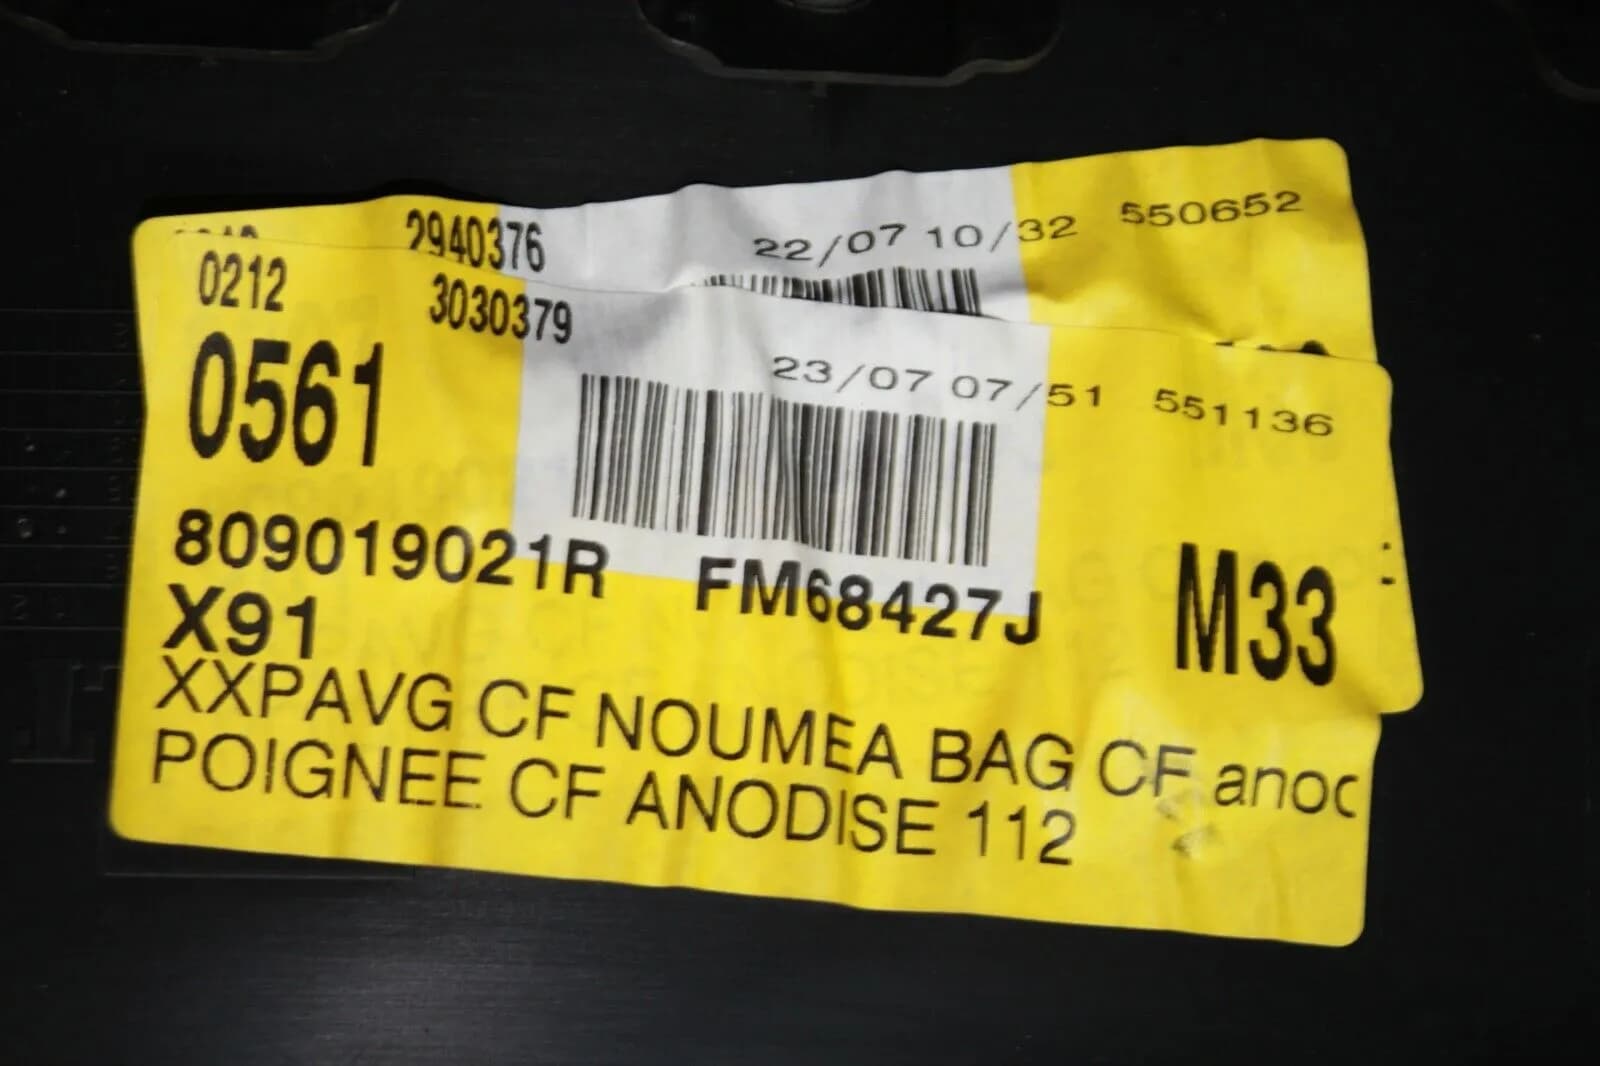 2940376 22/07 10/32 550652
0212 3030379
23/07 07/51 551136
0561
809019021R FM68427J M33
X91
XXPAVG CF NOUMEA BAG CF anoc
POIGNEE CF ANODISE 112